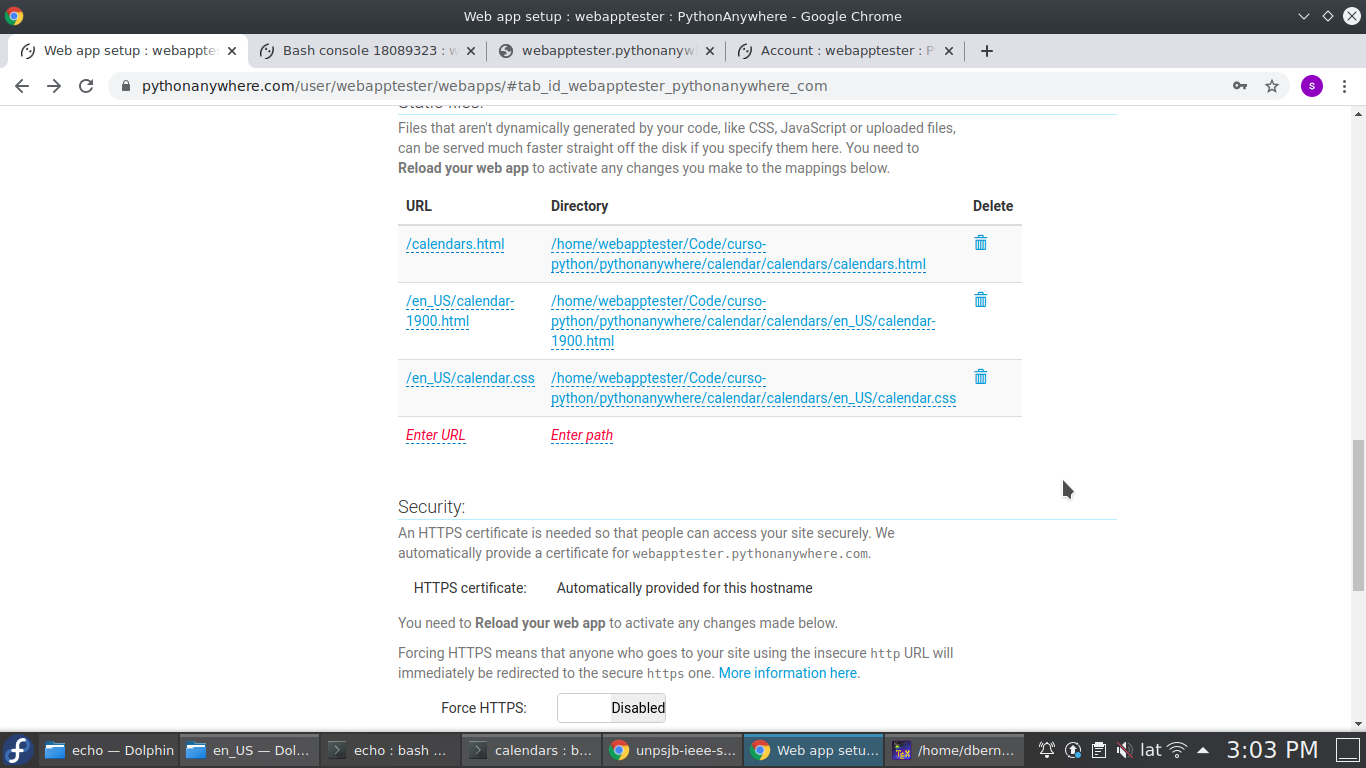 Web app setup : webapptester : PythonAnywhere - Google Chrome
Web app setup : webappte
Bash console 18089323 : w
webapptester.pythonanyw
Account : webapptester : P
pythonanywhere.com/user/webapptester/webapps/#tab_id_webapptester_pythonanywhere_com
s
Static files:
Files that aren't dynamically generated by your code, like CSS, JavaScript or uploaded files,
can be served much faster straight off the disk if you specify them here. You need to
Reload your web app to activate any changes you make to the mappings below.
URL Directory Delete
/calendars.html /home/webapptester/Code/curso-
python/pythonanywhere/calendar/calendars/calendars.html
/en_US/calendar- /home/webapptester/Code/curso-
1900.html python/pythonanywhere/calendar/calendars/en_US/calendar-
1900.html
/en_US/calendar.css /home/webapptester/Code/curso-
python/pythonanywhere/calendar/calendars/en_US/calendar.css
Enter URL Enter path
Security:
An HTTPS certificate is needed so that people can access your site securely. We
automatically provide a certificate for webapptester.pythonanywhere.com.
HTTPS certificate: Automatically provided for this hostname
You need to Reload your web app to activate any changes made below.
Forcing HTTPS means that anyone who goes to your site using the insecure http URL will
immediately be redirected to the secure https one. More information here.
Force HTTPS: Disabled
echo — Dolphin
en_US — Dol...
echo : bash ...
calendars : b...
unpsjb-ieee-s...
Web app setu...
/home/dbern...
lat
3:03 PM